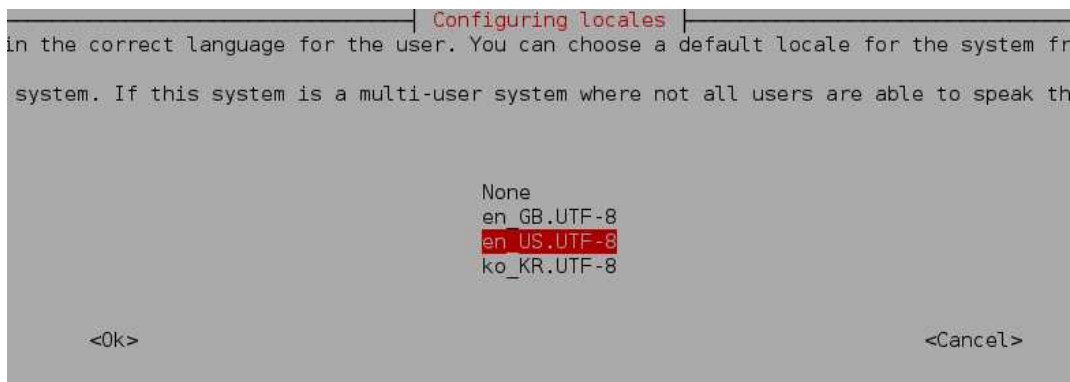 Configuring locales
in the correct language for the user. You can choose a default locale for the system fr
system. If this system is a multi-user system where not all users are able to speak th
None
en_GB.UTF-8
en_US.UTF-8
ko_KR.UTF-8
<Ok> <Cancel>